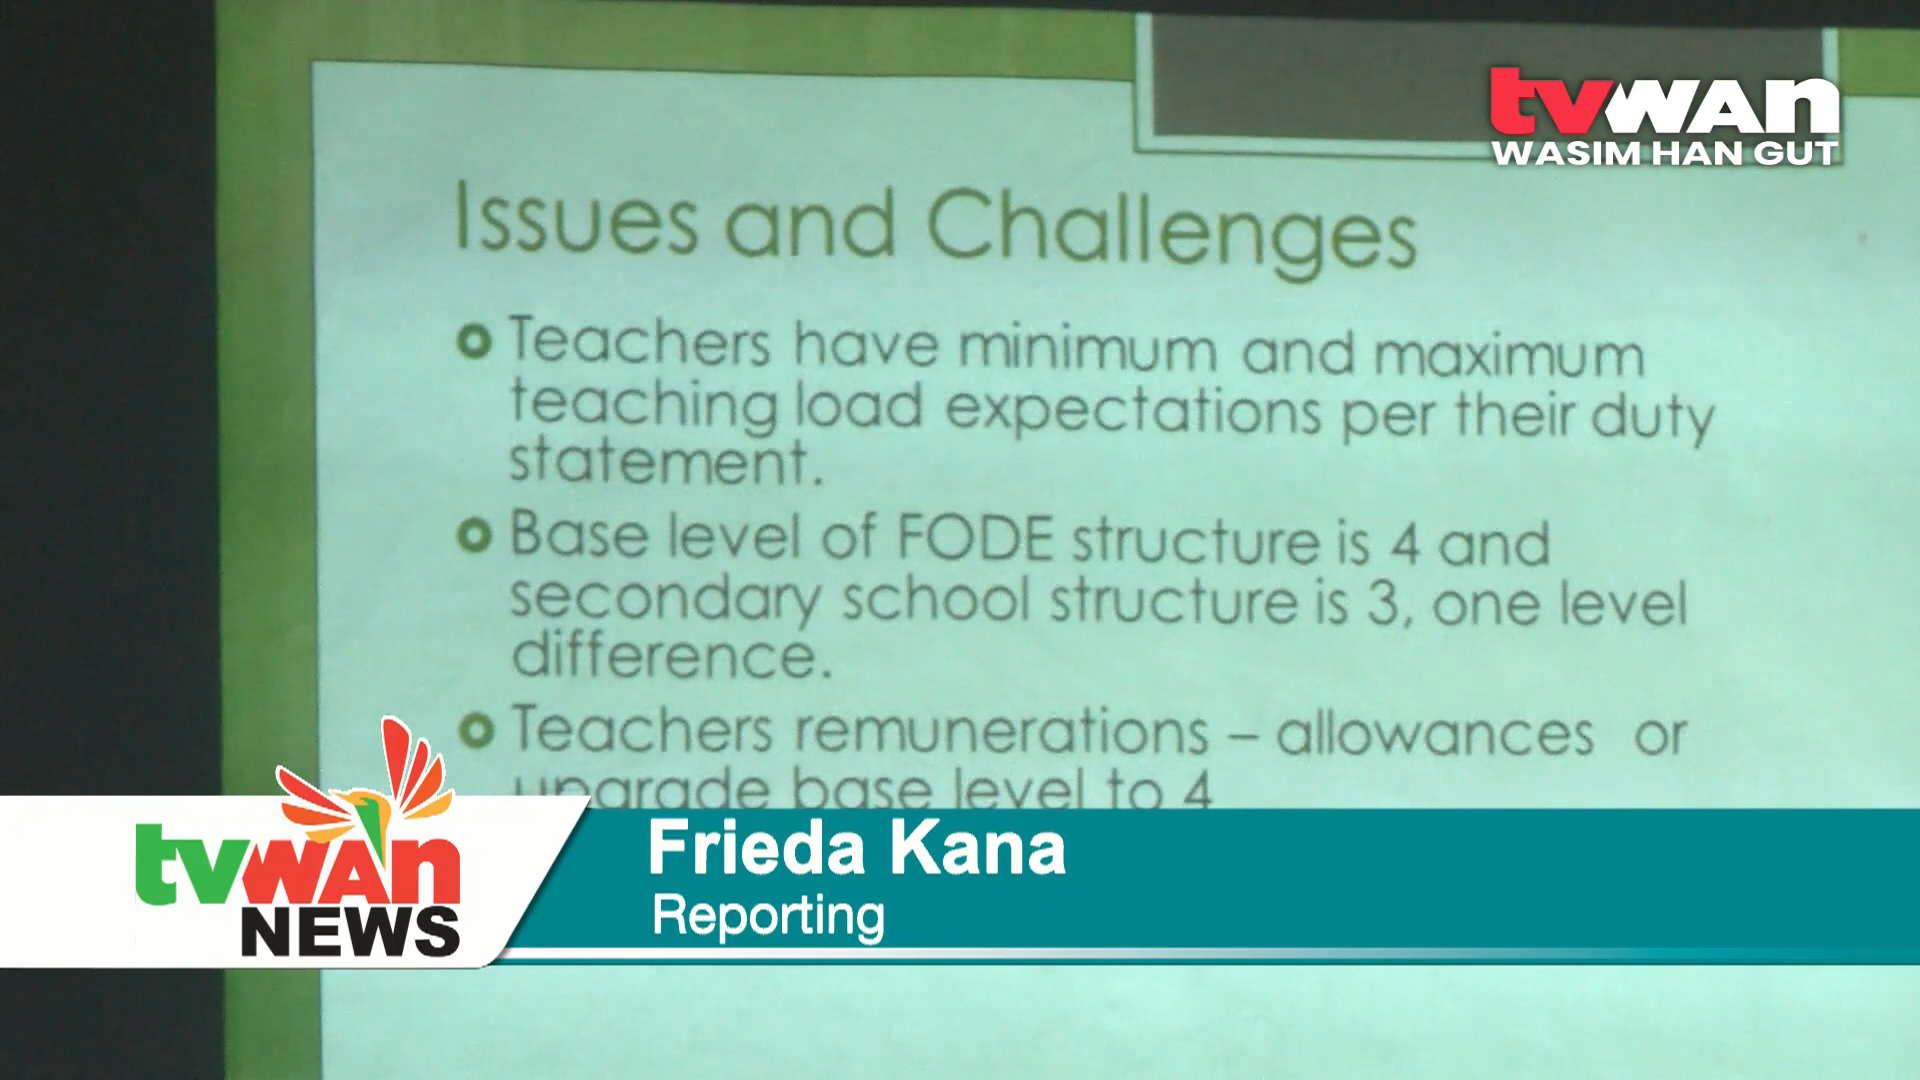 tvwan
WASIM HAN GUT
Issues and Challenges
Teachers have minimum and maximum
teaching load expectations per their duty
statement.
Base level of FODE structure is 4 and
secondary school structure is 3, one level
difference.
Teachers remunerations – allowances or
upgrade base level to 4
tvwan
NEWS
Frieda Kana
Reporting